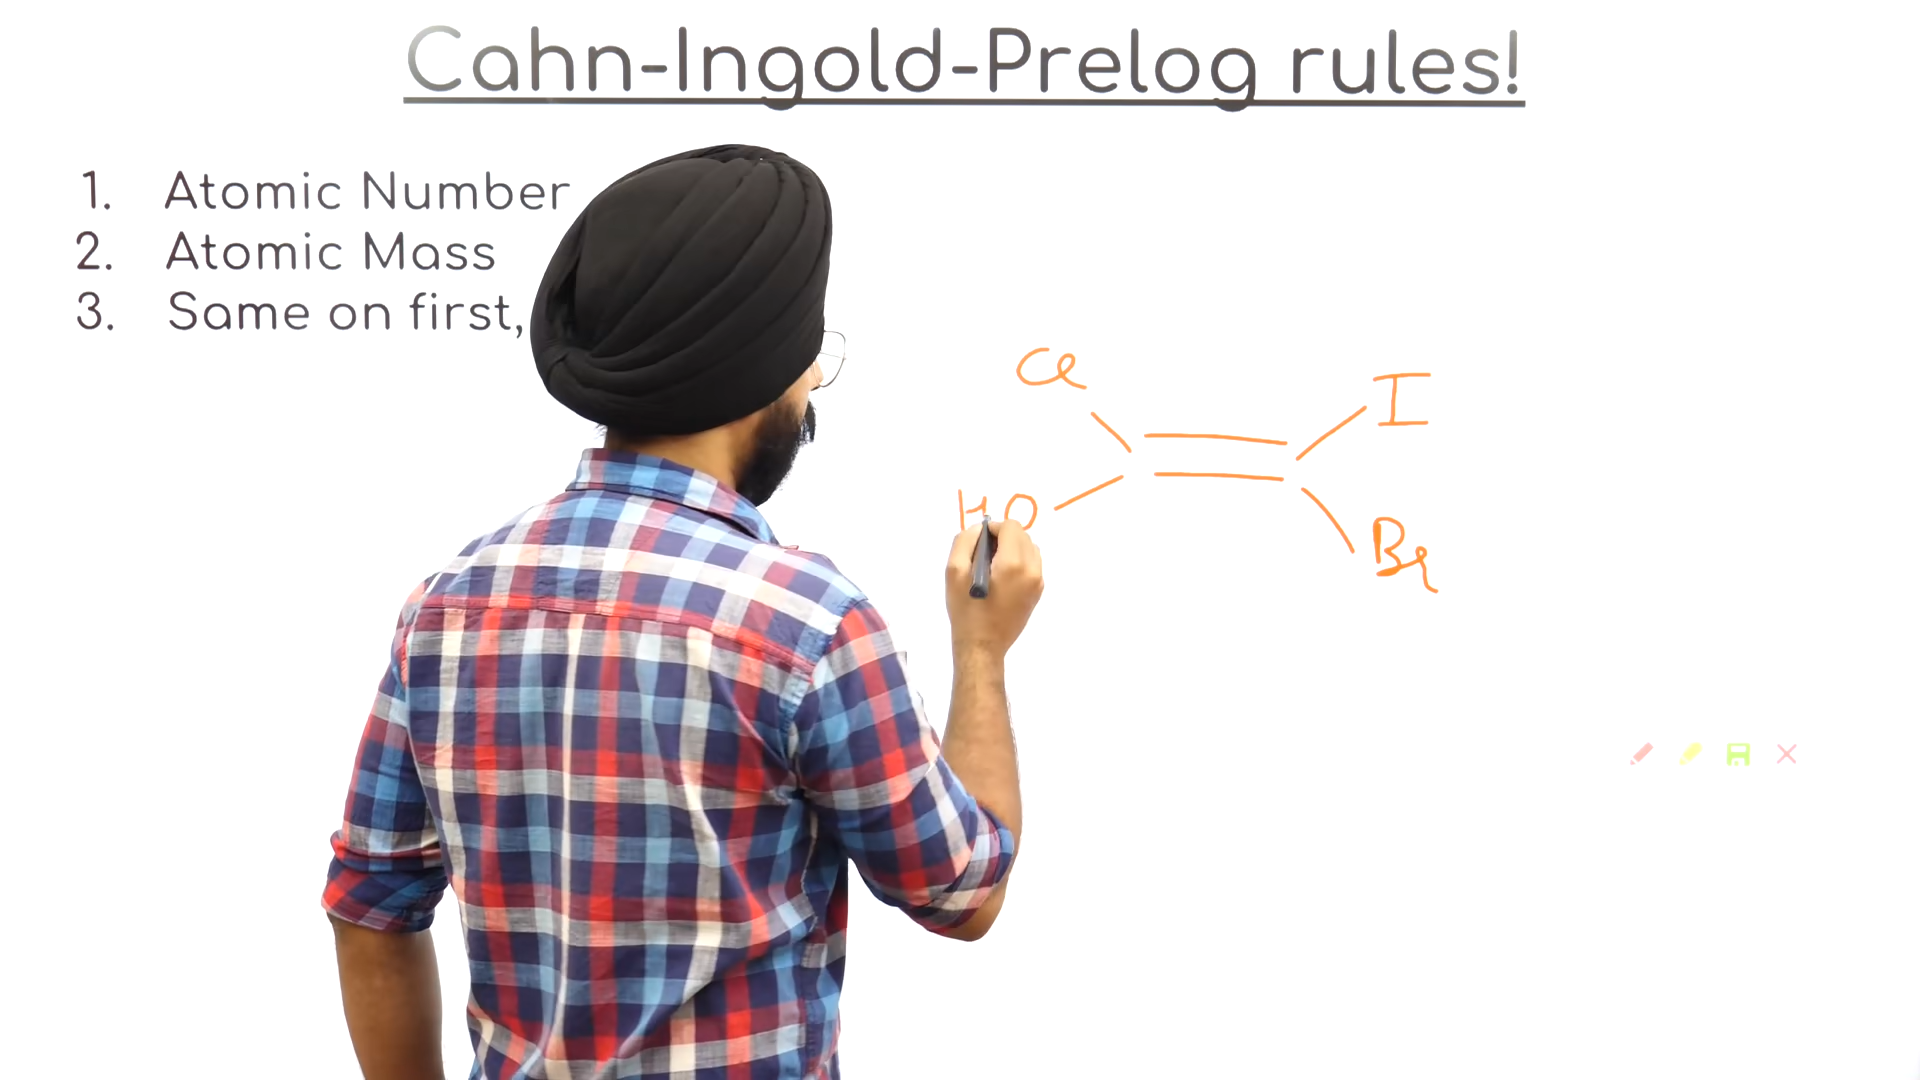 Cahn-Ingold-Prelog rules!
1. Atomic Number
2. Atomic Mass
3. Same on first,
Cl
I
HO
Br